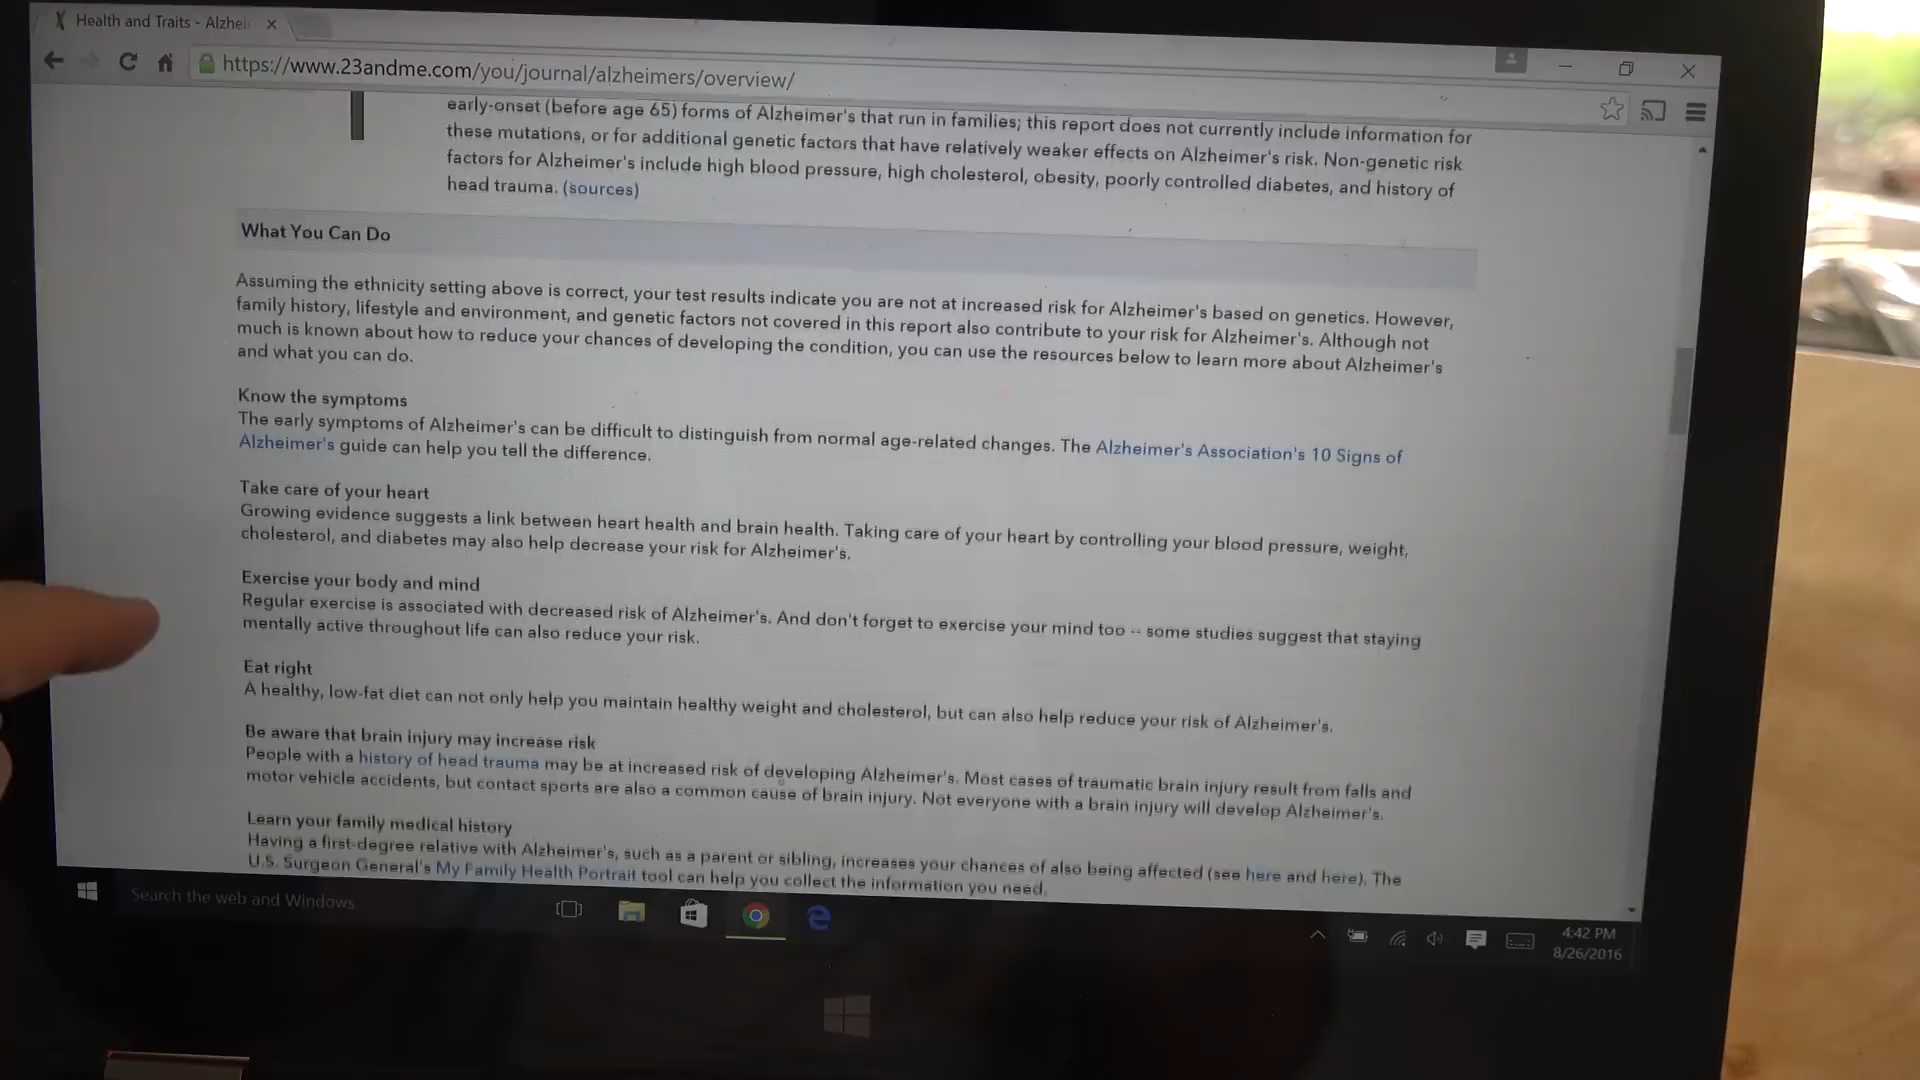 Health and Traits - Alzhei
https://www.23andme.com/you/journal/alzheimers/overview/
early-onset (before age 65) forms of Alzheimer's that run in families; this report does not currently include information for
these mutations, or for additional genetic factors that have relatively weaker effects on Alzheimer's risk. Non-genetic risk
factors for Alzheimer's include high blood pressure, high cholesterol, obesity, poorly controlled diabetes, and history of
head trauma. (sources)
What You Can Do
Assuming the ethnicity setting above is correct, your test results indicate you are not at increased risk for Alzheimer's based on genetics. However,
family history, lifestyle and environment, and genetic factors not covered in this report also contribute to your risk for Alzheimer's. Although not
much is known about how to reduce your chances of developing the condition, you can use the resources below to learn more about Alzheimer's
and what you can do.
Know the symptoms
The early symptoms of Alzheimer's can be difficult to distinguish from normal age-related changes. The Alzheimer's Association's 10 Signs of
Alzheimer's guide can help you tell the difference.
Take care of your heart
Growing evidence suggests a link between heart health and brain health. Taking care of your heart by controlling your blood pressure, weight,
cholesterol, and diabetes may also help decrease your risk for Alzheimer's.
Exercise your body and mind
Regular exercise is associated with decreased risk of Alzheimer's. And don't forget to exercise your mind too -- some studies suggest that staying
mentally active throughout life can also reduce your risk.
Eat right
A healthy, low-fat diet can not only help you maintain healthy weight and cholesterol, but can also help reduce your risk of Alzheimer's.
Be aware that brain injury may increase risk
People with a history of head trauma may be at increased risk of developing Alzheimer's. Most cases of traumatic brain injury result from falls and
motor vehicle accidents, but contact sports are also a common cause of brain injury. Not everyone with a brain injury will develop Alzheimer's.
Learn your family medical history
Having a first-degree relative with Alzheimer's, such as a parent or sibling, increases your chances of also being affected (see here and here). The
U.S. Surgeon General's My Family Health Portrait tool can help you collect the information you need.
Search the web and Windows
4:42 PM
8/26/2016